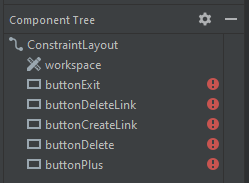 Component Tree
ConstraintLayout
workspace
buttonExit
buttonDeleteLink
buttonCreateLink
buttonDelete
buttonPlus